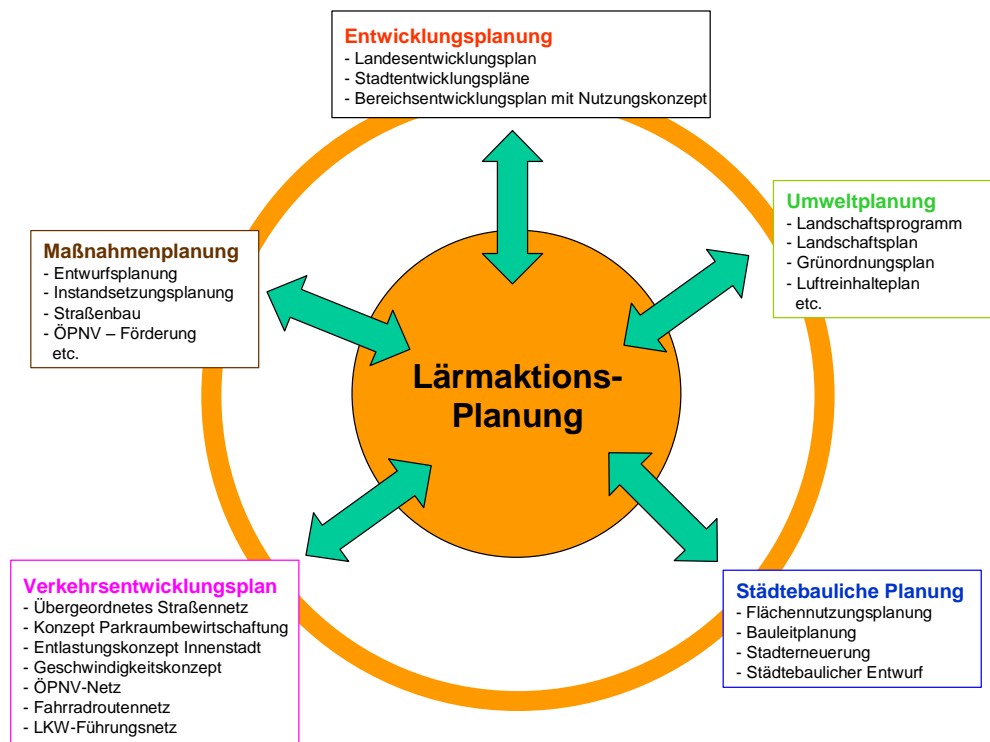 Entwicklungsplanung
- Landesentwicklungsplan
- Stadtentwicklungspläne
- Bereichsentwicklungsplan mit Nutzungskonzept
Umweltplanung
- Landschaftsprogramm
- Landschaftsplan
- Grünordnungsplan
- Luftreinhalteplan
etc.
Maßnahmenplanung
- Entwurfsplanung
- Instandsetzungsplanung
- Straßenbau
- ÖPNV – Förderung
etc.
Lärmaktions-
Planung
Verkehrsentwicklungsplan
- Übergeordnetes Straßennetz
- Konzept Parkraumbewirtschaftung
- Entlastungskonzept Innenstadt
- Geschwindigkeitskonzept
- ÖPNV-Netz
- Fahrradroutennetz
- LKW-Führungsnetz
Städtebauliche Planung
- Flächennutzungsplanung
- Bauleitplanung
- Stadterneuerung
- Städtebaulicher Entwurf